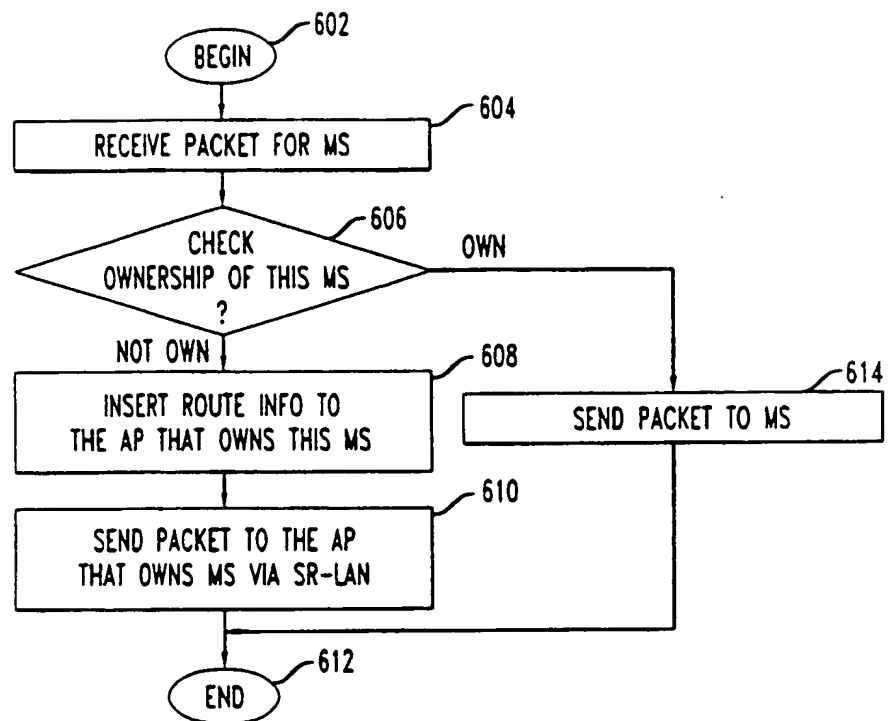 602
BEGIN
604
RECEIVE PACKET FOR MS
606
CHECK
OWNERSHIP OF THIS MS
?
OWN
NOT OWN
608
INSERT ROUTE INFO TO
THE AP THAT OWNS THIS MS
614
SEND PACKET TO MS
610
SEND PACKET TO THE AP
THAT OWNS MS VIA SR-LAN
612
END